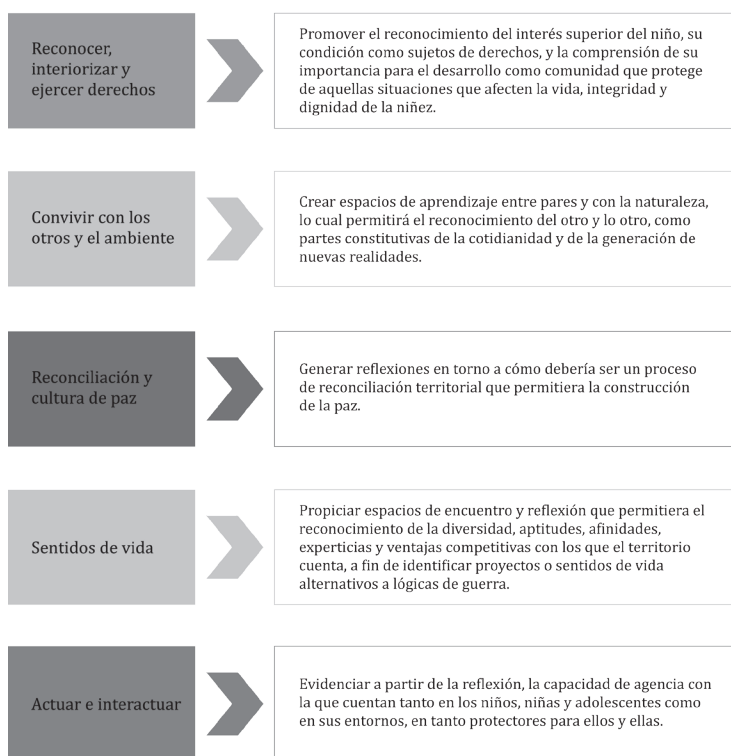 Reconocer,
interiorizar y
ejercer derechos
Promover el reconocimiento del interés superior del niño, su
condición como sujetos de derechos, y la comprensión de su
importancia para el desarrollo como comunidad que protege
de aquellas situaciones que afecten la vida, integridad y
dignidad de la niñez.
Convivir con los
otros y el ambiente
Crear espacios de aprendizaje entre pares y con la naturaleza,
lo cual permitirá el reconocimiento del otro y lo otro, como
partes constitutivas de la cotidianidad y de la generación de
nuevas realidades.
Reconciliación y
cultura de paz
Generar reflexiones en torno a cómo debería ser un proceso
de reconciliación territorial que permitiera la construcción
de la paz.
Sentidos de vida
Propiciar espacios de encuentro y reflexión que permitiera el
reconocimiento de la diversidad, aptitudes, afinidades,
experticias y ventajas competitivas con los que el territorio
cuenta, a fin de identificar proyectos o sentidos de vida
alternativos a lógicas de guerra.
Actuar e interactuar
Evidenciar a partir de la reflexión, la capacidad de agencia con
la que cuentan tanto en los niños, niñas y adolescentes como
en sus entornos, en tanto protectores para ellos y ellas.